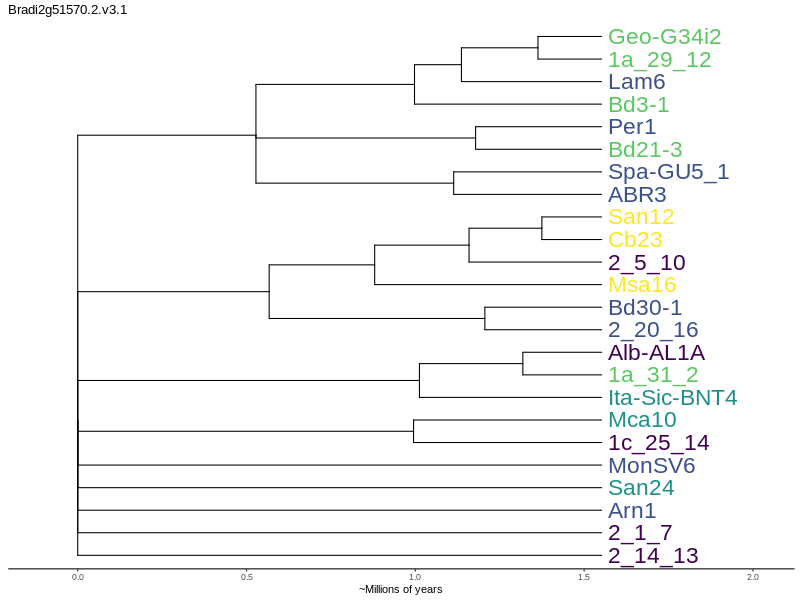 Bradi2g51570.2.v3.1
Geo-G34i2
1a_29_12
Lam6
Bd3-1
Per1
Bd21-3
Spa-GU5_1
ABR3
San12
Cb23
2_5_10
Msa16
Bd30-1
2_20_16
Alb-AL1A
1a_31_2
Ita-Sic-BNT4
Mca10
1c_25_14
MonSV6
San24
Arn1
2_1_7
2_14_13
0.0 0.5 1.0 1.5 2.0
~Millions of years